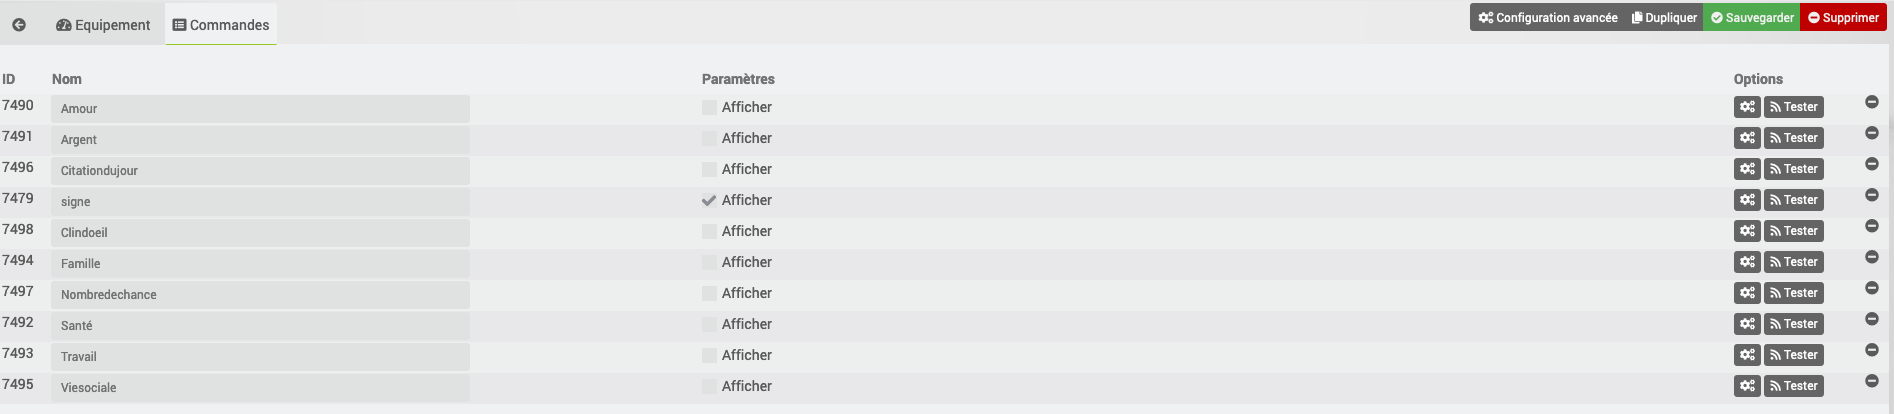 Equipement Commandes Configuration avancée Dupliquer Sauvegarder Supprimer
ID Nom Paramètres Options
7490 Amour Afficher Tester
7491 Argent Afficher Tester
7496 Citationdujour Afficher Tester
7479 signe Afficher Tester
7498 Clindoeil Afficher Tester
7494 Famille Afficher Tester
7497 Nombredechance Afficher Tester
7492 Santé Afficher Tester
7493 Travail Afficher Tester
7495 Viesociale Afficher Tester